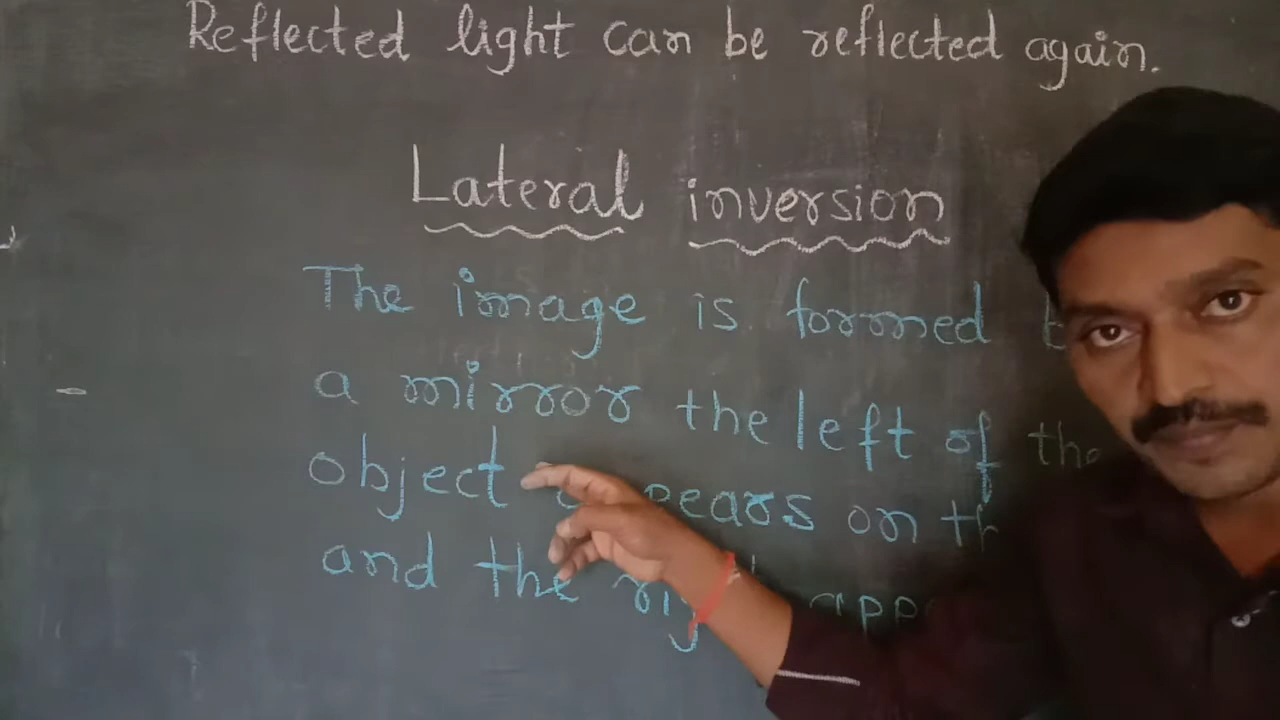 Reflected light can be reflected again.
Lateral inversion
The image is formed
a mirror the left of the
object on
and the